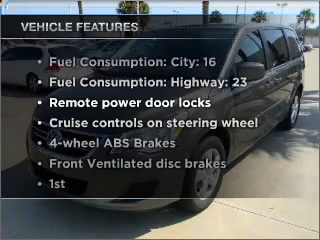 VEHICLE FEATURES
• Fuel Consumption: City: 16
• Fuel Consumption: Highway: 23
• Remote power door locks
• Cruise controls on steering wheel
• 4-wheel ABS Brakes
• Front Ventilated disc brakes
• 1st